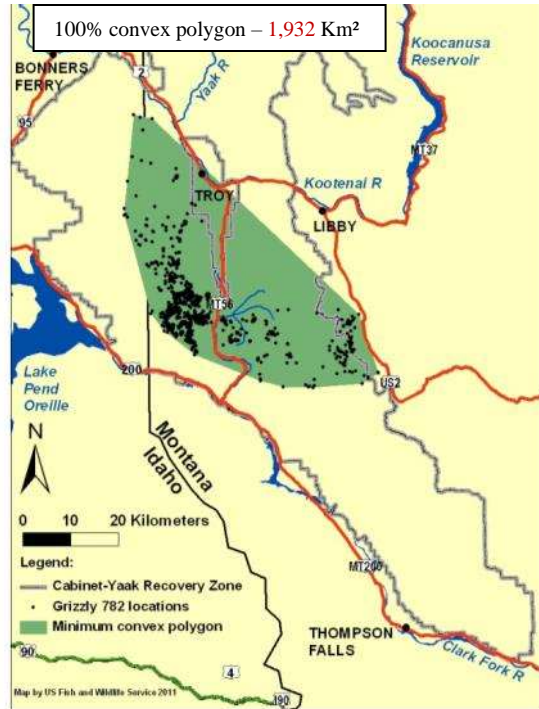 100% convex polygon – 1,932 Km²
BONNERS
FERRY
2
Yaak R
Koocanusa
Reservoir
95
MT37
TROY
Kootenai R
LIBBY
MT56
Lake
Pend
Oreille
200
US2
N
Montana
Idaho
0 10 20 Kilometers
Legend:
Cabinet-Yaak Recovery Zone
Grizzly 782 locations
Minimum convex polygon
MT200
THOMPSON
FALLS
Clark Fork R
90
4
I90
Map by US Fish and Wildlife Service 2011